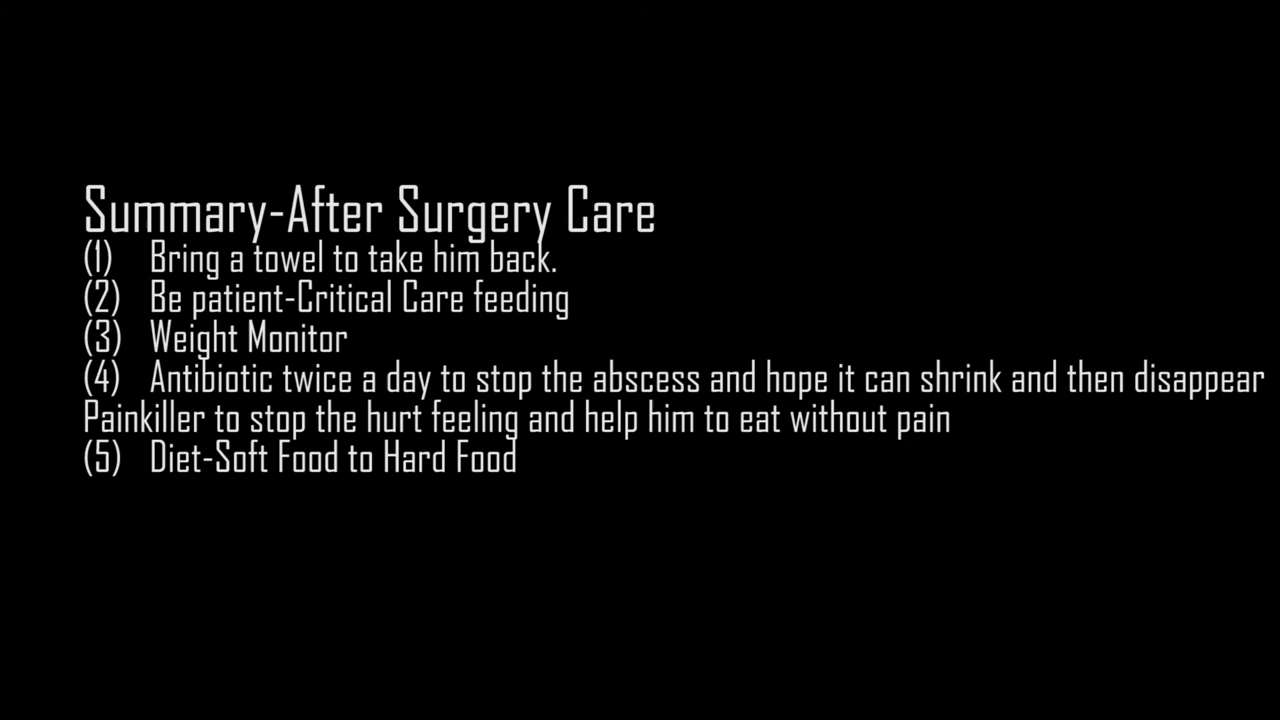 Summary-After Surgery Care
(1) Bring a towel to take him back.
(2) Be patient-Critical Care feeding
(3) Weight Monitor
(4) Antibiotic twice a day to stop the abscess and hope it can shrink and then disappear
Painkiller to stop the hurt feeling and help him to eat without pain
(5) Diet-Soft Food to Hard Food